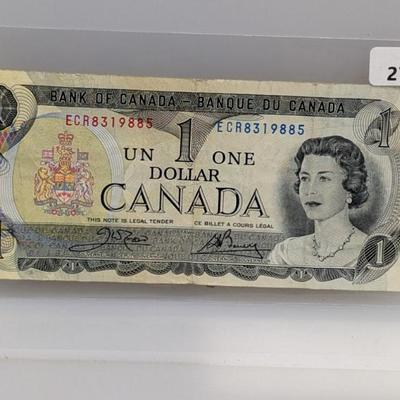 27
BANK OF CANADA – BANQUE DU CANADA
ECR8319885 ECR8319885
1
UN 1 ONE
DOLLAR
CANADA
THIS NOTE IS LEGAL TENDER CE BILLET A COURS LÉGAL
1